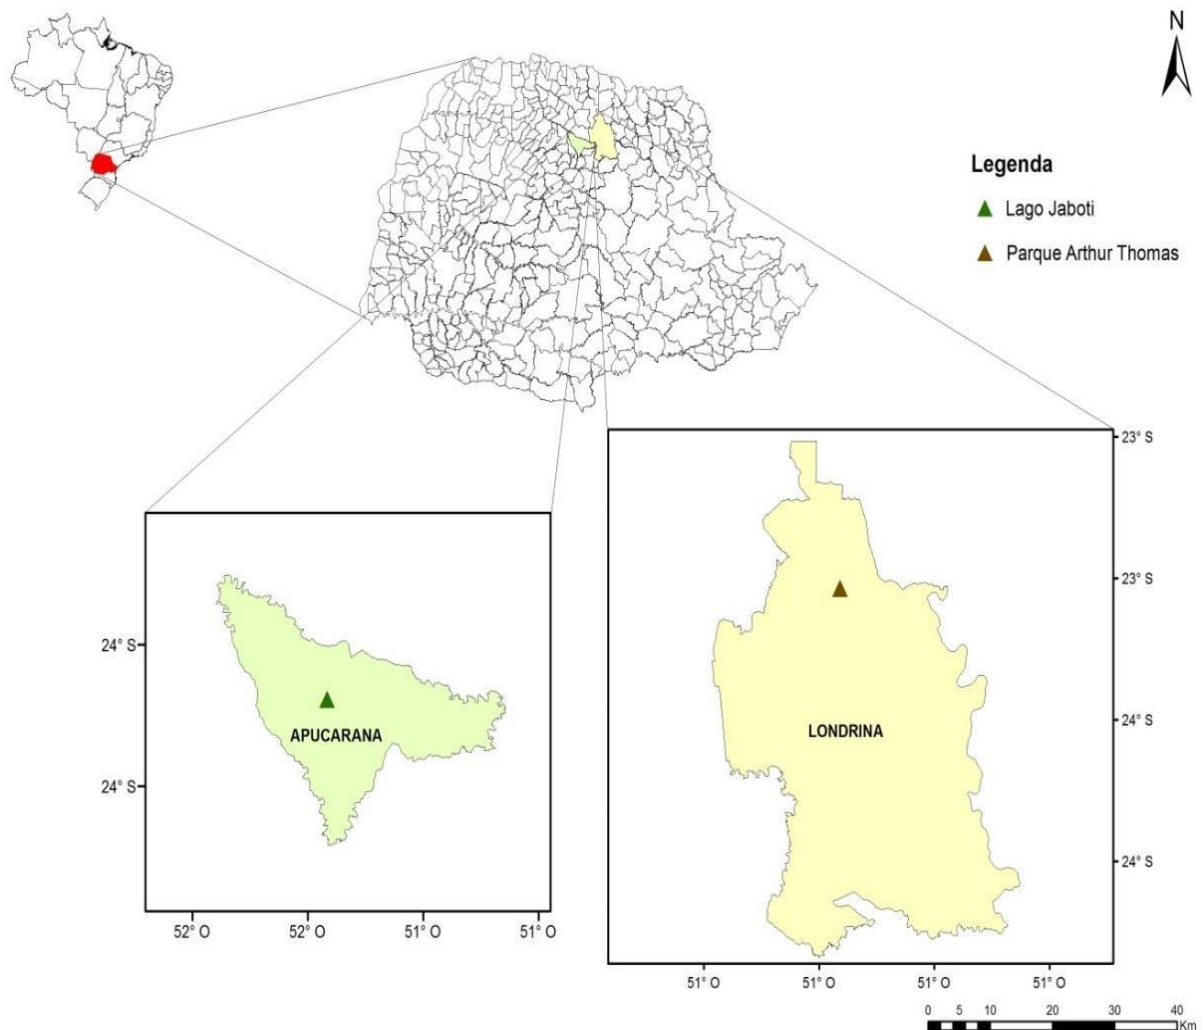 N
Legenda
Lago Jaboti
Parque Arthur Thomas
23° S
23° S
24° S
24° S
LONDRINA
51° O 51° O 51° O 51° O
24° S
24° S
APUCARANA
52° O 52° O 51° O 51° O
0 5 10 20 30 40
Km